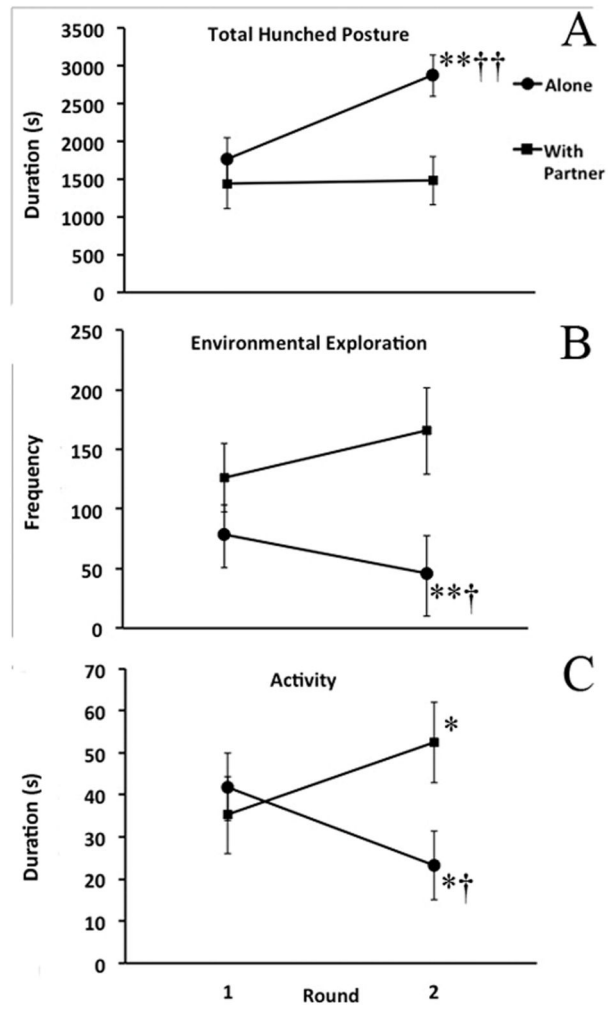 Total Hunched Posture
A
3500
3000
2500
2000
1500
1000
500
0
Duration (s)
**††
Alone
With
Partner
Environmental Exploration
B
250
200
150
100
50
0
Frequency
**†
Activity
C
70
60
50
40
30
20
10
0
Duration (s)
*
*†
1
Round
2